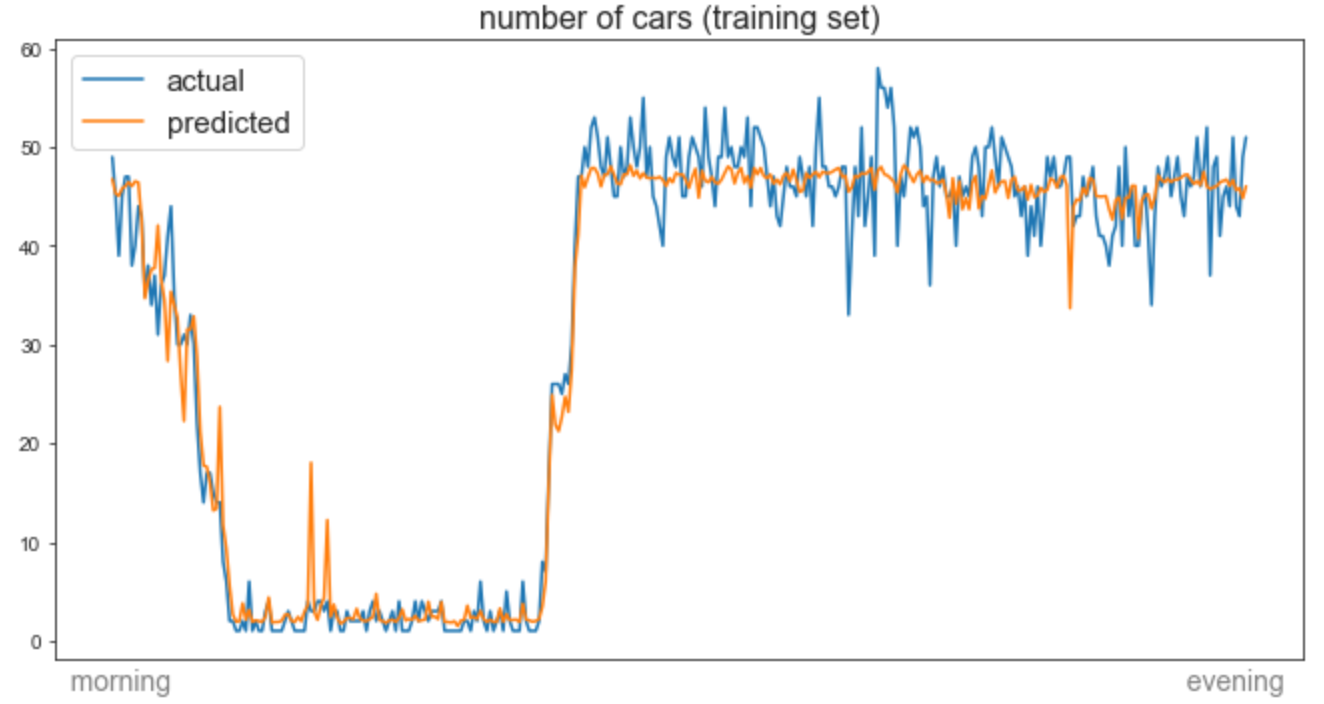 number of cars (training set)
actual
predicted
60
50
40
30
20
10
0
morning
evening